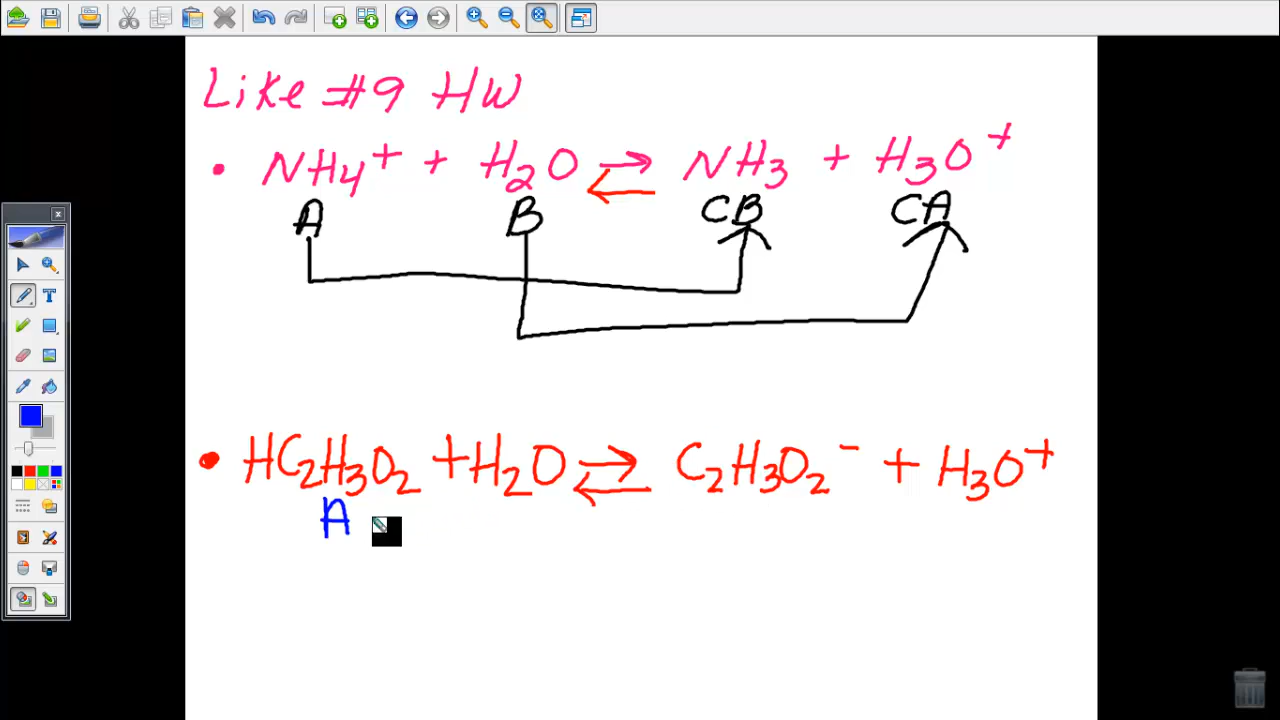 Like #9 HW
• NH4+ + H2O ⇄ NH3 + H3O+
A B CB CA
• HC2H3O2 + H2O ⇄ C2H3O2- + H3O+
A